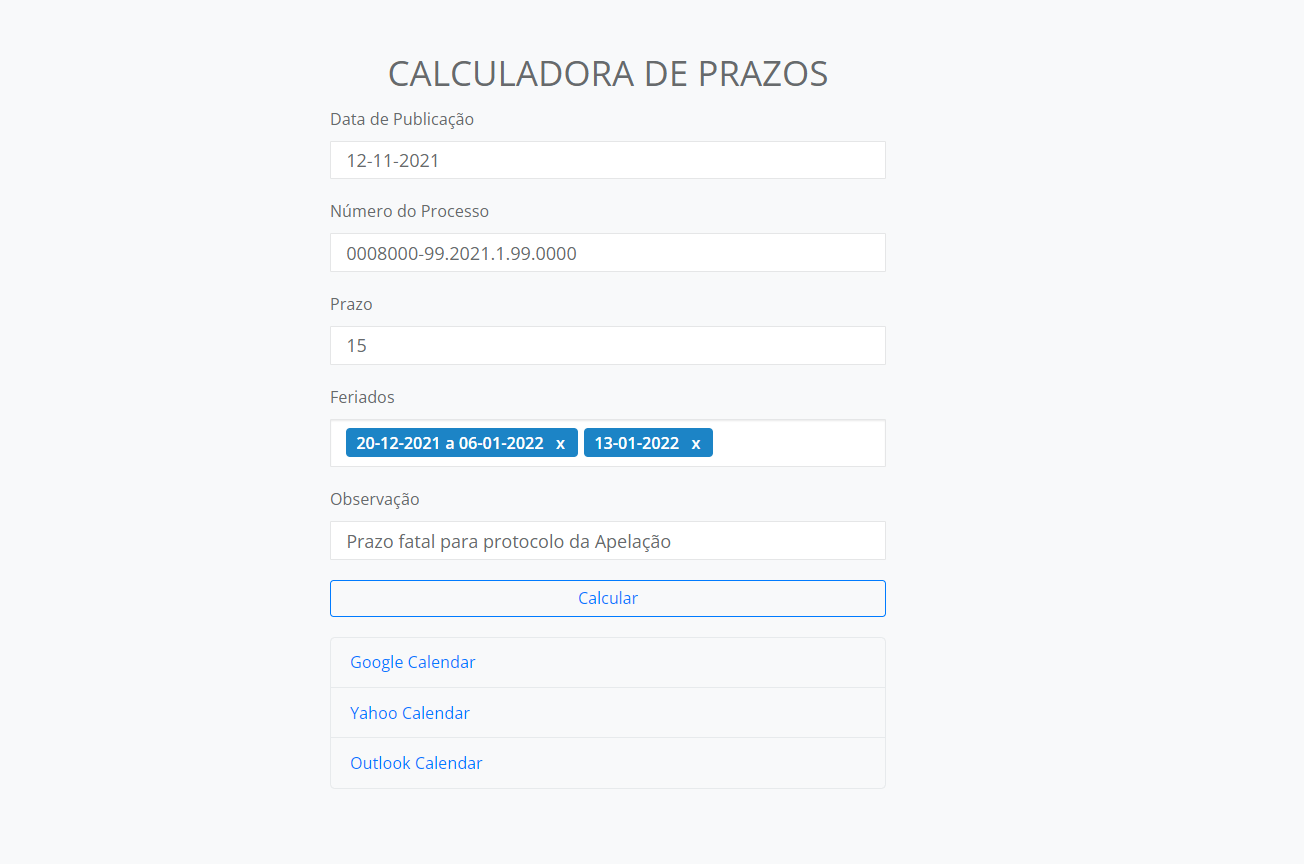 CALCULADORA DE PRAZOS
Data de Publicação
12-11-2021
Número do Processo
0008000-99.2021.1.99.0000
Prazo
15
Feriados
20-12-2021 a 06-01-2022 x 13-01-2022 x
Observação
Prazo fatal para protocolo da Apelação
Calcular
Google Calendar
Yahoo Calendar
Outlook Calendar